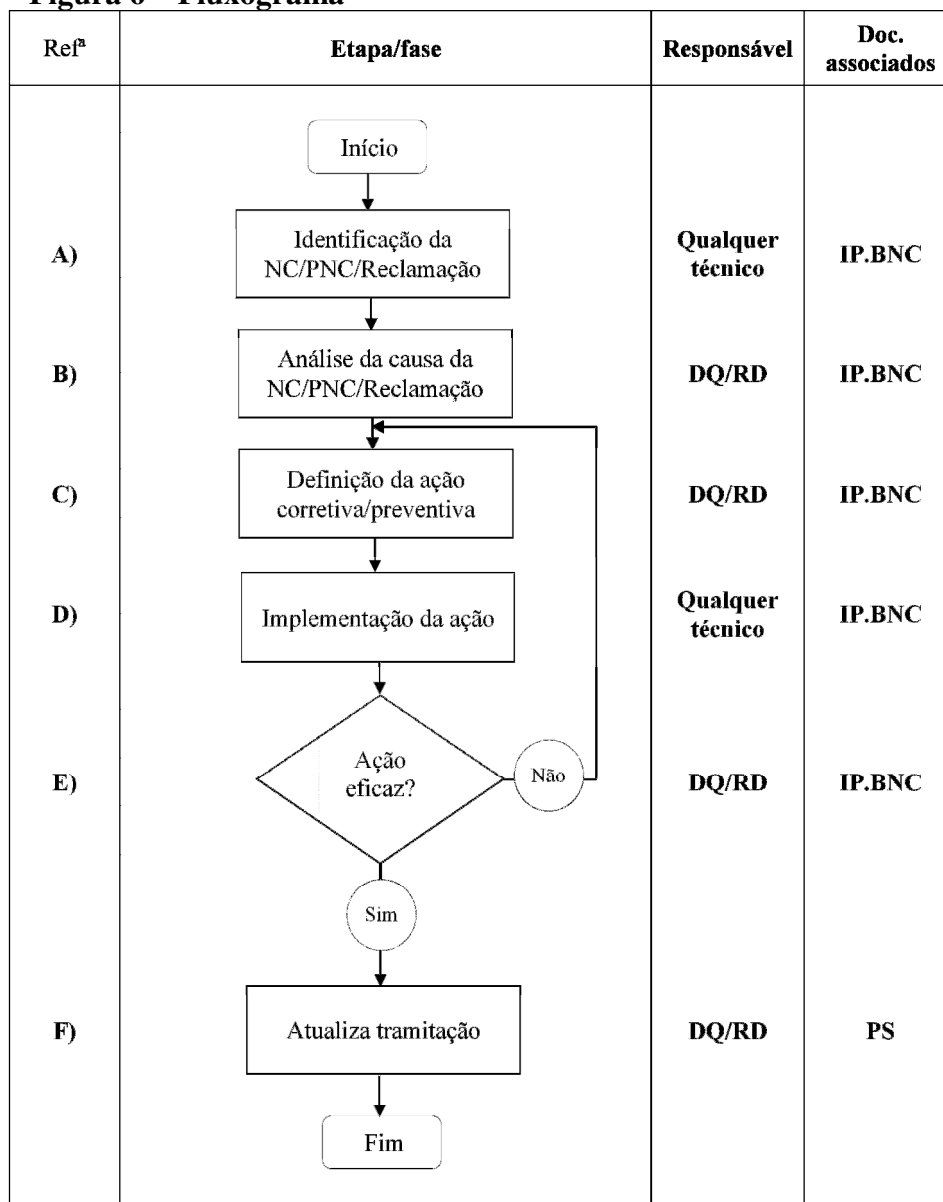 Figura 6 – Fluxograma
Refª Etapa/fase Responsável Doc. associados
Início
A) Identificação da NC/PNC/Reclamação Qualquer técnico IP.BNC
B) Análise da causa da NC/PNC/Reclamação DQ/RD IP.BNC
C) Definição da ação corretiva/preventiva DQ/RD IP.BNC
D) Implementação da ação Qualquer técnico IP.BNC
E) Ação eficaz? Não DQ/RD IP.BNC
Sim
F) Atualiza tramitação DQ/RD PS
Fim